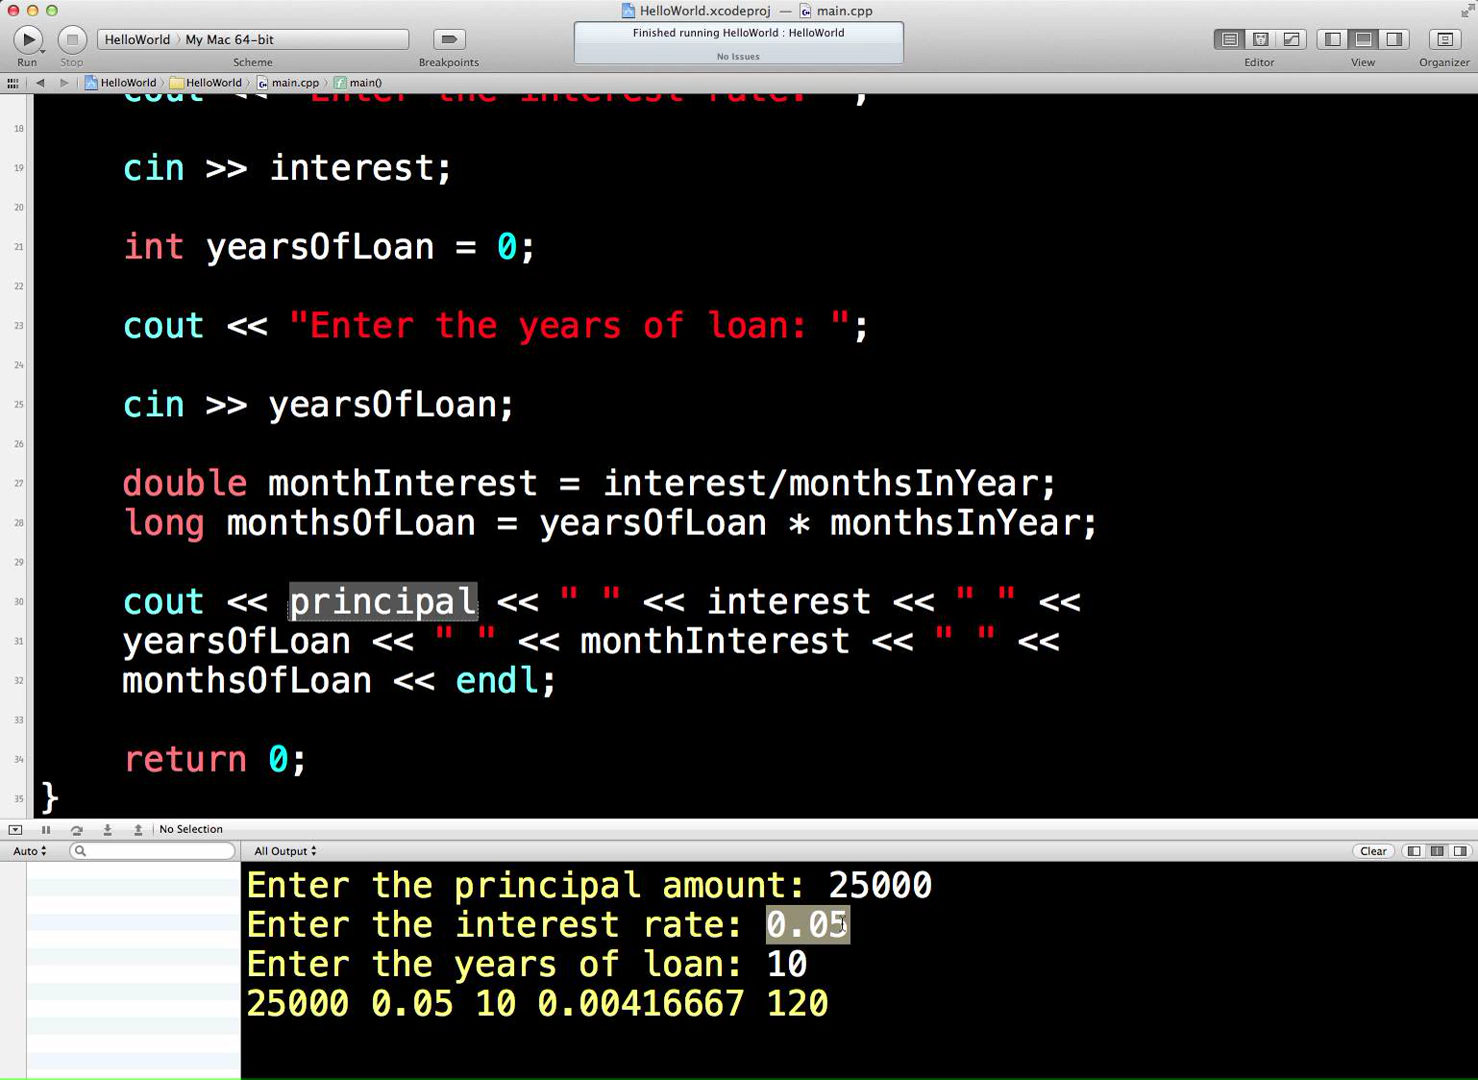 HelloWorld.xcodeproj — main.cpp
HelloWorld > My Mac 64-bit
Finished running HelloWorld : HelloWorld
No Issues
Run Stop Scheme Breakpoints Editor View Organizer
HelloWorld > HelloWorld > main.cpp > main()
cout << "Enter the interest rate: ";
18
19 cin >> interest;
20
21 int yearsOfLoan = 0;
22
23 cout << "Enter the years of loan: ";
24
25 cin >> yearsOfLoan;
26
27 double monthInterest = interest/monthsInYear;
28 long monthsOfLoan = yearsOfLoan * monthsInYear;
29
30 cout << principal << " " << interest << " " <<
31 yearsOfLoan << " " << monthInterest << " " <<
32 monthsOfLoan << endl;
33
34 return 0;
35 }
No Selection
Auto All Output Clear
Enter the principal amount: 25000
Enter the interest rate: 0.05
Enter the years of loan: 10
25000 0.05 10 0.00416667 120